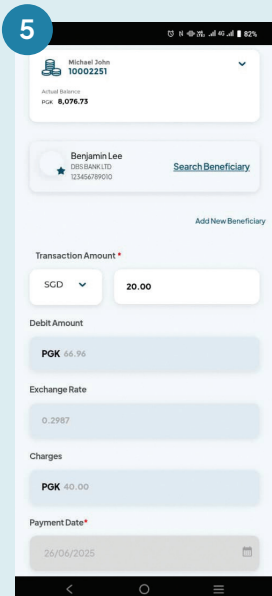 5
4G 82%
Michael John
10002251
Actual Balance
PGK 8,076.73
Benjamin Lee
DBS BANK LTD
123456789010
Search Beneficiary
Add New Beneficiary
Transaction Amount *
SGD
20.00
Debit Amount
PGK 66.96
Exchange Rate
0.2987
Charges
PGK 40.00
Payment Date*
26/06/2025